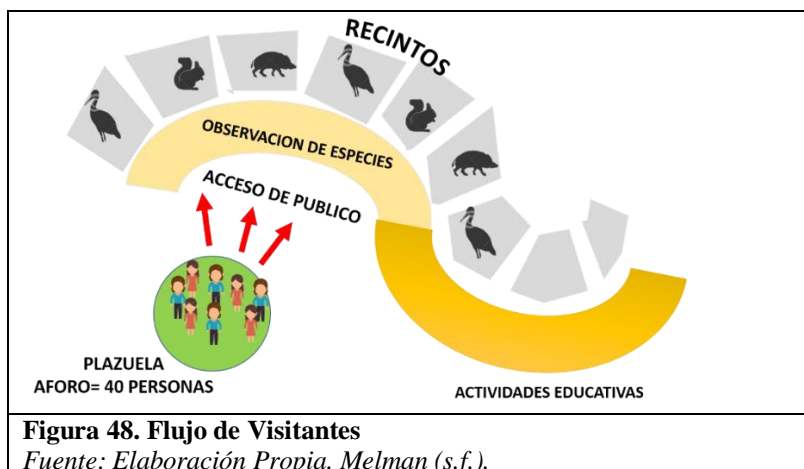 RECINTOS
OBSERVACION DE ESPECIES
ACCESO DE PUBLICO
PLAZUELA
AFORO= 40 PERSONAS
ACTIVIDADES EDUCATIVAS
Figura 48. Flujo de Visitantes
Fuente: Elaboración Propia. Melman (s.f.).